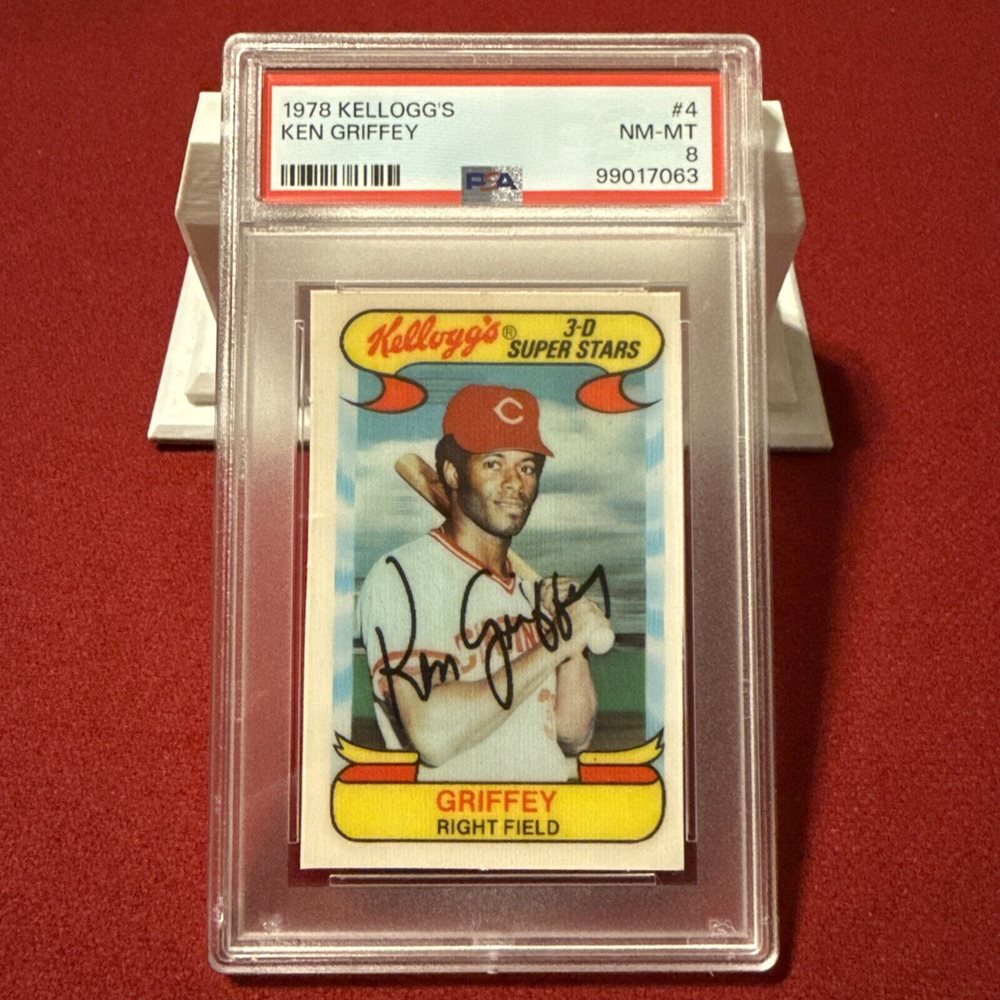 1978 KELLOGG'S #4
KEN GRIFFEY NM-MT
8
PSA 99017063
Kellogg's® 3-D
SUPER STARS
C
Ken Griffey
GRIFFEY
RIGHT FIELD